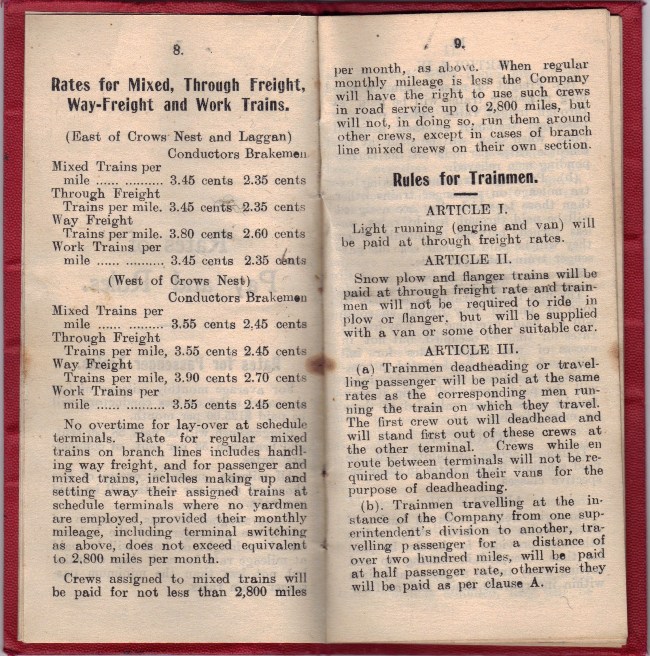 8.
Rates for Mixed, Through Freight,
Way-Freight and Work Trains.
(East of Crows Nest and Laggan)
Conductors Brakemen
Mixed Trains per
mile ...... .......... 3.45 cents 2.35 cents
Through Freight
Trains per mile. 3.45 cents 2.35 cents
Way Freight
Trains per mile. 3.80 cents 2.60 cents
Work Trains per
mile ...... .......... 3.45 cents 2.35 cents
(West of Crows Nest)
Conductors Brakemen
Mixed Trains per
mile ...... .......... 3.55 cents 2.45 cents
Through Freight
Trains per mile, 3.55 cents 2.45 cents
Way Freight
Trains per mile, 3.90 cents 2.70 cents
Work Trains per
mile ...... .......... 3.55 cents 2.45 cents
No overtime for lay-over at schedule
terminals. Rate for regular mixed
trains on branch lines includes handl-
ing way freight, and for passenger and
mixed trains, includes making up and
setting away their assigned trains at
schedule terminals where no yardmen
are employed, provided their monthly
mileage, including terminal switching
as above, does not exceed equivalent
to 2,800 miles per month.
Crews assigned to mixed trains will
be paid for not less than 2,800 miles
9.
per month, as above. When regular
monthly mileage is less the Company
will have the right to use such crews
in road service up to 2,800 miles, but
will not, in doing so, run them around
other crews, except in cases of branch
line mixed crews on their own section.
Rules for Trainmen.
ARTICLE I.
Light running (engine and van) will
be paid at through freight rates.
ARTICLE II.
Snow plow and flanger trains will be
paid at through freight rate and train-
men will not be required to ride in
plow or flanger, but will be supplied
with a van or some other suitable car.
ARTICLE III.
(a) Trainmen deadheading or travel-
ling passenger will be paid at the same
rates as the corresponding men run-
ning the train on which they travel.
The first crew out will deadhead and
will stand first out of these crews at
the other terminal. Crews while en
route between terminals will not be re-
quired to abandon their vans for the
purpose of deadheading.
(b). Trainmen travelling at the in-
stance of the Company from one sup-
erintendent's division to another, tra-
velling passenger for a distance of
over two hundred miles, will be paid
at half passenger rate, otherwise they
will be paid as per clause A.